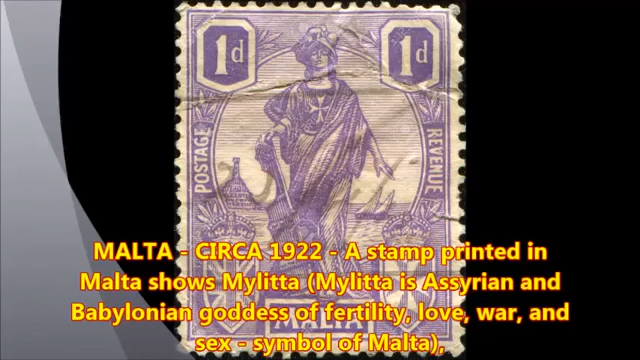 1d 1d
POSTAGE
REVENUE
MALTA - CIRCA 1922 - A stamp printed in
Malta shows Mylitta (Mylitta is Assyrian and
Babylonian goddess of fertility, love, war, and
MALTA
sex - symbol of Malta),